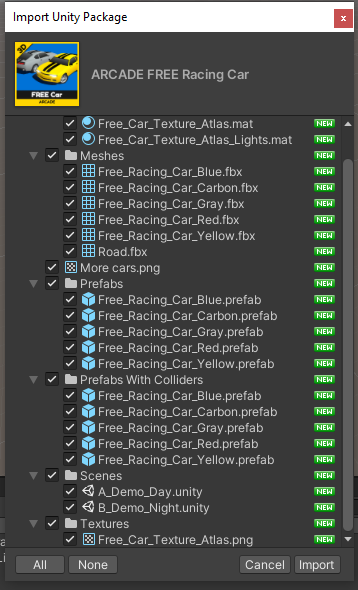 Import Unity Package
x
3D
FREE Car
ARCADE
ARCADE FREE Racing Car
Free_Car_Texture_Atlas.mat NEW
Free_Car_Texture_Atlas_Lights.mat NEW
Meshes NEW
Free_Racing_Car_Blue.fbx NEW
Free_Racing_Car_Carbon.fbx NEW
Free_Racing_Car_Gray.fbx NEW
Free_Racing_Car_Red.fbx NEW
Free_Racing_Car_Yellow.fbx NEW
Road.fbx NEW
More cars.png NEW
Prefabs NEW
Free_Racing_Car_Blue.prefab NEW
Free_Racing_Car_Carbon.prefab NEW
Free_Racing_Car_Gray.prefab NEW
Free_Racing_Car_Red.prefab NEW
Free_Racing_Car_Yellow.prefab NEW
Prefabs With Colliders NEW
Free_Racing_Car_Blue.prefab NEW
Free_Racing_Car_Carbon.prefab NEW
Free_Racing_Car_Gray.prefab NEW
Free_Racing_Car_Red.prefab NEW
Free_Racing_Car_Yellow.prefab NEW
Scenes NEW
A_Demo_Day.unity NEW
B_Demo_Night.unity NEW
Textures NEW
Free_Car_Texture_Atlas.png NEW
All None Cancel Import